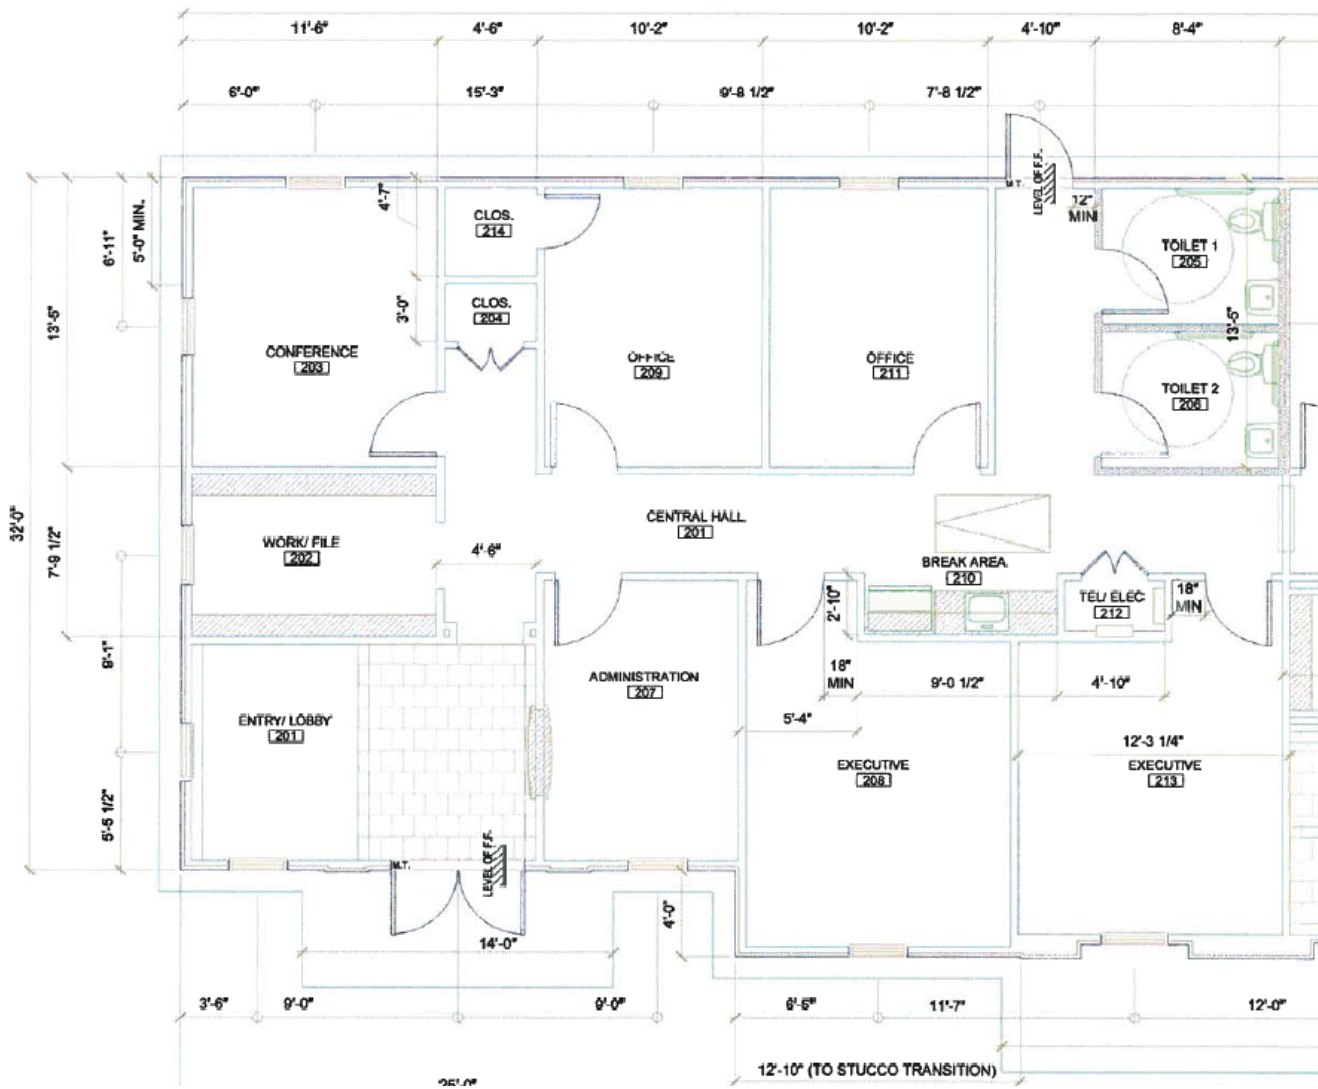 11'-6"
4'-6"
10'-2"
10'-2"
4'-10"
8'-4"
6'-0"
15'-3"
9'-8 1/2"
7'-8 1/2"
M.T.
LEVEL OF F.F.
12"
MIN
4'-7"
5'-0" MIN.
6'-11"
CLOS.
214
TOILET 1
205
3'-0"
CLOS.
204
13'-5"
13'-5"
CONFERENCE
203
OFFICE
209
OFFICE
211
TOILET 2
206
32'-0"
7'-9 1/2"
WORK/ FILE
202
4'-6"
CENTRAL HALL
201
BREAK AREA
210
2'-10"
TEL/ ELEC
212
18"
MIN
9'-1"
ADMINISTRATION
207
18"
MIN
9'-0 1/2"
4'-10"
ENTRY/ LOBBY
201
5'-4"
12'-3 1/4"
EXECUTIVE
208
EXECUTIVE
213
5'-5 1/2"
M.T.
LEVEL OF F.F.
4'-0"
14'-0"
3'-6"
9'-0"
9'-0"
6'-5"
11'-7"
12'-0"
12'-10" (TO STUCCO TRANSITION)